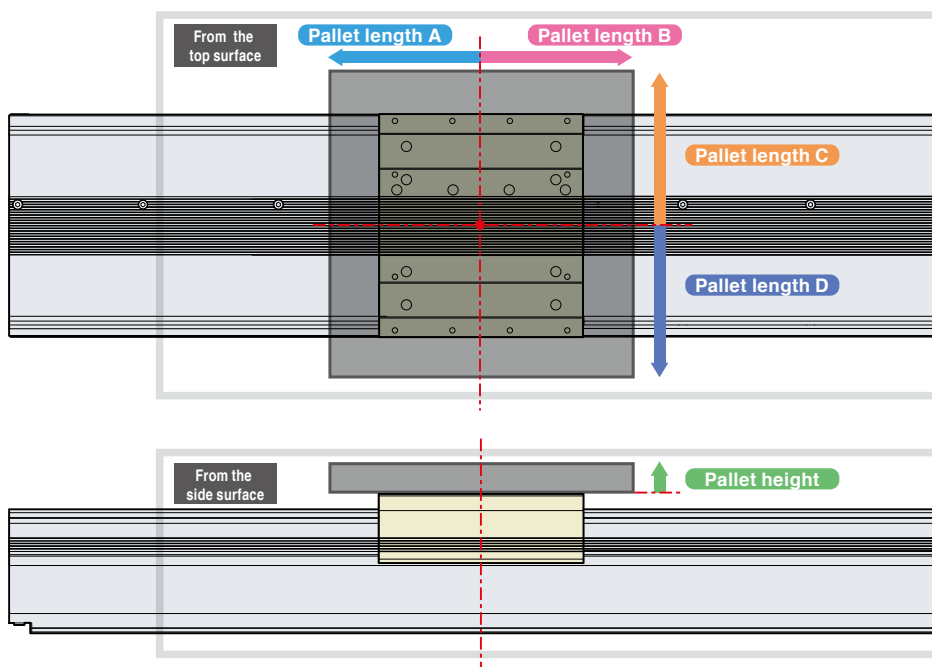 From the
top surface
Pallet length A
Pallet length B
Pallet length C
Pallet length D
From the
side surface
Pallet height